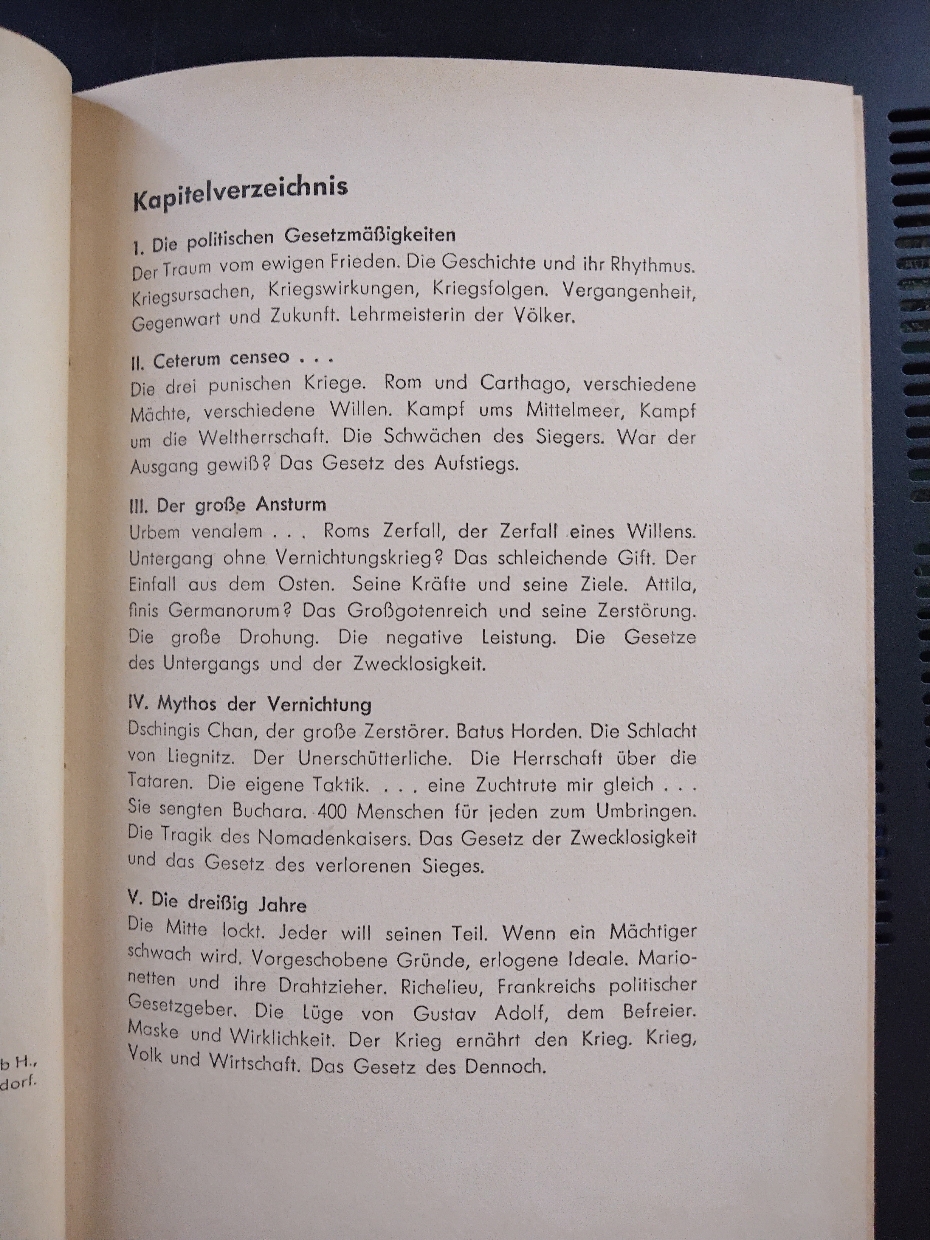 Kapitelverzeichnis
I. Die politischen Gesetzmäßigkeiten
Der Traum vom ewigen Frieden. Die Geschichte und ihr Rhythmus.
Kriegsursachen, Kriegswirkungen, Kriegsfolgen. Vergangenheit,
Gegenwart und Zukunft. Lehrmeisterin der Völker.
II. Ceterum censeo . . .
Die drei punischen Kriege. Rom und Carthago, verschiedene
Mächte, verschiedene Willen. Kampf ums Mittelmeer, Kampf
um die Weltherrschaft. Die Schwächen des Siegers. War der
Ausgang gewiß? Das Gesetz des Aufstiegs.
III. Der große Ansturm
Urbem venalem . . . Roms Zerfall, der Zerfall eines Willens.
Untergang ohne Vernichtungskrieg? Das schleichende Gift. Der
Einfall aus dem Osten. Seine Kräfte und seine Ziele. Attila,
finis Germanorum? Das Großgotenreich und seine Zerstörung.
Die große Drohung. Die negative Leistung. Die Gesetze
des Untergangs und der Zwecklosigkeit.
IV. Mythos der Vernichtung
Dschingis Chan, der große Zerstörer. Batus Horden. Die Schlacht
von Liegnitz. Der Unerschütterliche. Die Herrschaft über die
Tataren. Die eigene Taktik. . . . eine Zuchtrute mir gleich . . .
Sie sengten Buchara. 400 Menschen für jeden zum Umbringen.
Die Tragik des Nomadenkaisers. Das Gesetz der Zwecklosigkeit
und das Gesetz des verlorenen Sieges.
V. Die dreißig Jahre
Die Mitte lockt. Jeder will seinen Teil. Wenn ein Mächtiger
schwach wird. Vorgeschobene Gründe, erlogene Ideale. Mario-
netten und ihre Drahtzieher. Richelieu, Frankreichs politischer
Gesetzgeber. Die Lüge von Gustav Adolf, dem Befreier.
Maske und Wirklichkeit. Der Krieg ernährt den Krieg. Krieg,
Volk und Wirtschaft. Das Gesetz des Dennoch.
b H.,
dorf.